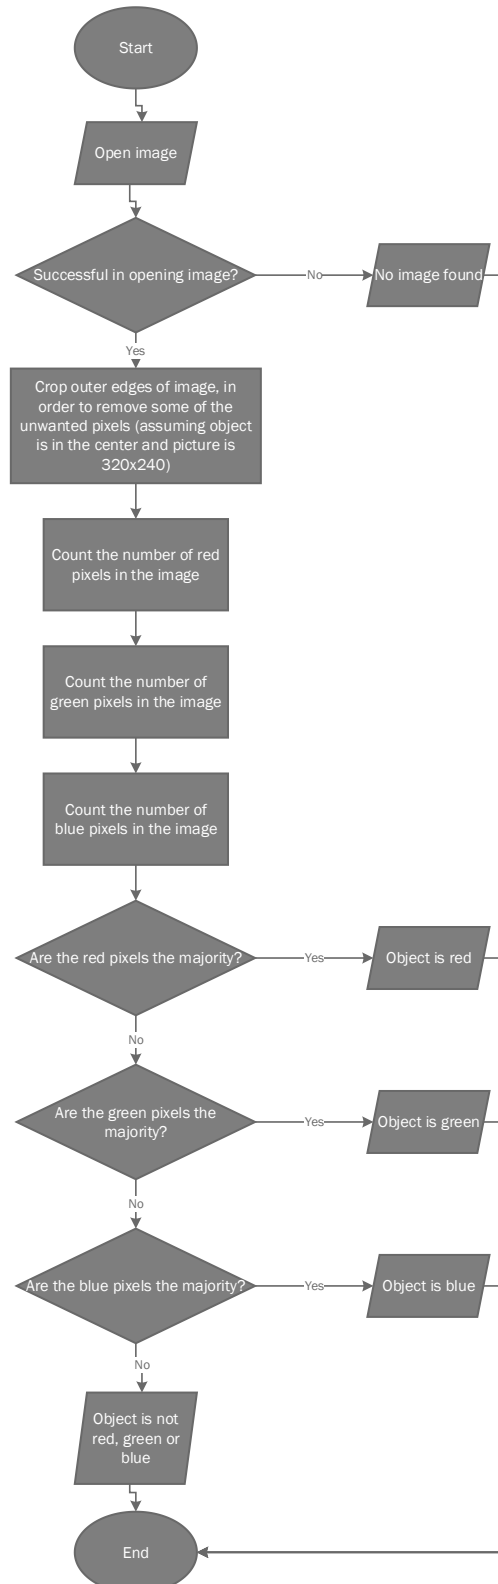 Start
Open image
Successful in opening image?
No
No image found
Yes
Crop outer edges of image, in
order to remove some of the
unwanted pixels (assuming object
is in the center and picture is
320x240)
Count the number of red
pixels in the image
Count the number of
green pixels in the image
Count the number of
blue pixels in the image
Are the red pixels the majority?
Yes
Object is red
No
Are the green pixels the
majority?
Yes
Object is green
No
Are the blue pixels the majority?
Yes
Object is blue
No
Object is not
red, green or
blue
End